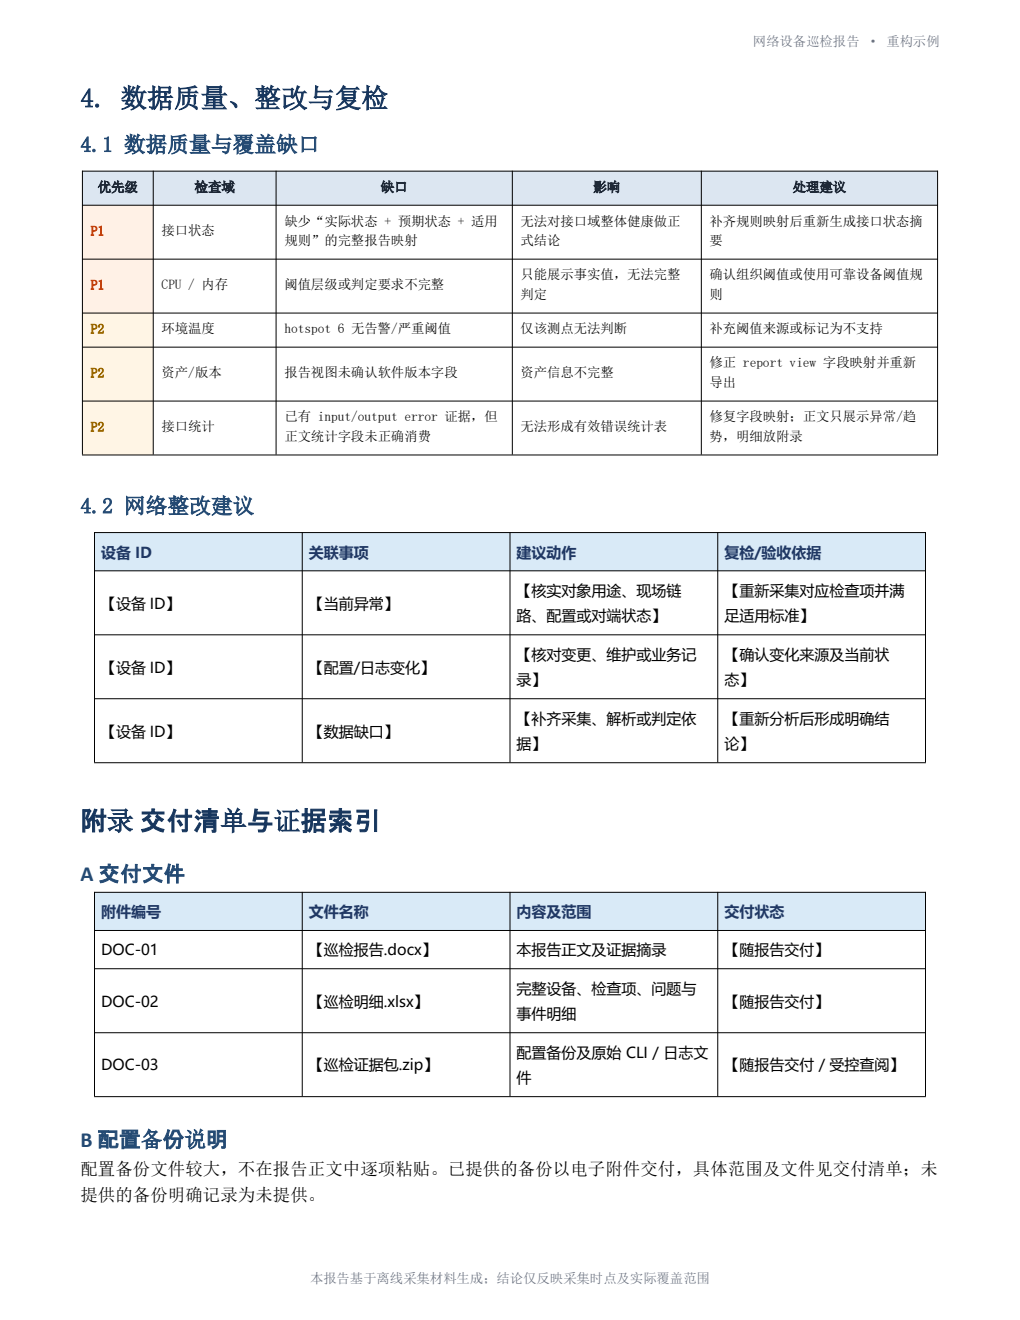 网络设备巡检报告 • 重构示例
4. 数据质量、整改与复检
4.1 数据质量与覆盖缺口
优先级 检查域 缺口 影响 处理建议
P1 接口状态 缺少“实际状态 + 预期状态 + 适用 无法对接口域整体健康做正 补齐规则映射后重新生成接口状态摘
规则”的完整报告映射 式结论 要
P1 CPU / 内存 阈值层级或判定要求不完整 只能展示事实值，无法完整 确认组织阈值或使用可靠设备阈值规
判定 则
P2 环境温度 hotspot 6 无告警/严重阈值 仅该测点无法判断 补充阈值来源或标记为不支持
P2 资产/版本 报告视图未确认软件版本字段 资产信息不完整 修正 report view 字段映射并重新
导出
P2 接口统计 已有 input/output error 证据，但 无法形成有效错误统计表 修复字段映射；正文只展示异常/趋
正文统计字段未正确消费 势，明细放附录
4.2 网络整改建议
设备 ID 关联事项 建议动作 复检/验收依据
【设备 ID】 【当前异常】 【核实对象用途、现场链 【重新采集对应检查项并满
路、配置或对端状态】 足适用标准】
【设备 ID】 【配置/日志变化】 【核对变更、维护或业务记 【确认变化来源及当前状
录】 态】
【设备 ID】 【数据缺口】 【补齐采集、解析或判定依 【重新分析后形成明确结
据】 论】
附录 交付清单与证据索引
A 交付文件
附件编号 文件名称 内容及范围 交付状态
DOC-01 【巡检报告.docx】 本报告正文及证据摘录 【随报告交付】
DOC-02 【巡检明细.xlsx】 完整设备、检查项、问题与 【随报告交付】
事件明细
DOC-03 【巡检证据包.zip】 配置备份及原始 CLI / 日志文 【随报告交付 / 受控查阅】
件
B 配置备份说明
配置备份文件较大，不在报告正文中逐项粘贴。已提供的备份以电子附件交付，具体范围及文件见交付清单；未
提供的备份明确记录为未提供。
本报告基于离线采集材料生成；结论仅反映采集时点及实际覆盖范围